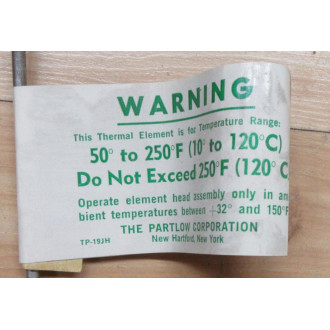 WARNING
This Thermal Element is for Temperature Range:
50° to 250°F (10° to 120°C)
Do Not Exceed 250°F (120° C
Operate element head assembly only in am
bient temperatures between +32° and 150°F
THE PARTLOW CORPORATION
TP-19JH New Hartford, New York